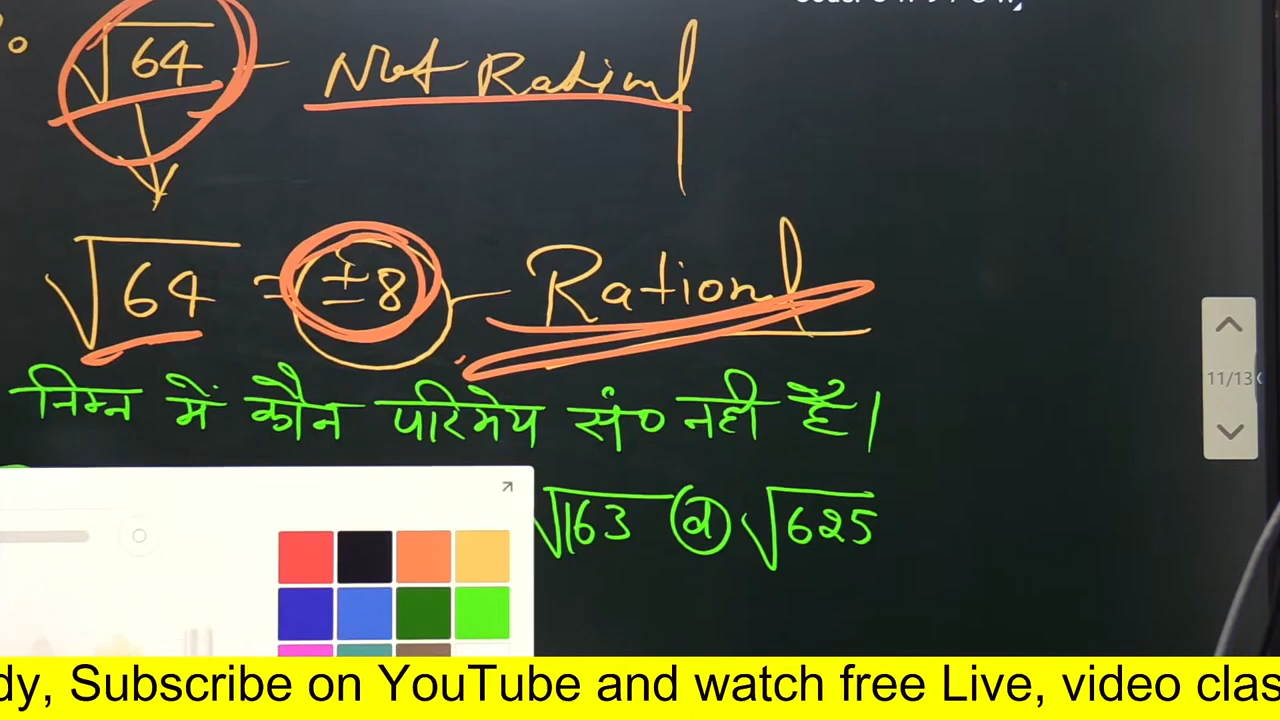 √64 - Not Rational
√64 = ±8 - Rational
निम्न में कौन परिमेय सं० नही है।
√163 (द) √625
11/13
dy, Subscribe on YouTube and watch free Live, video clas